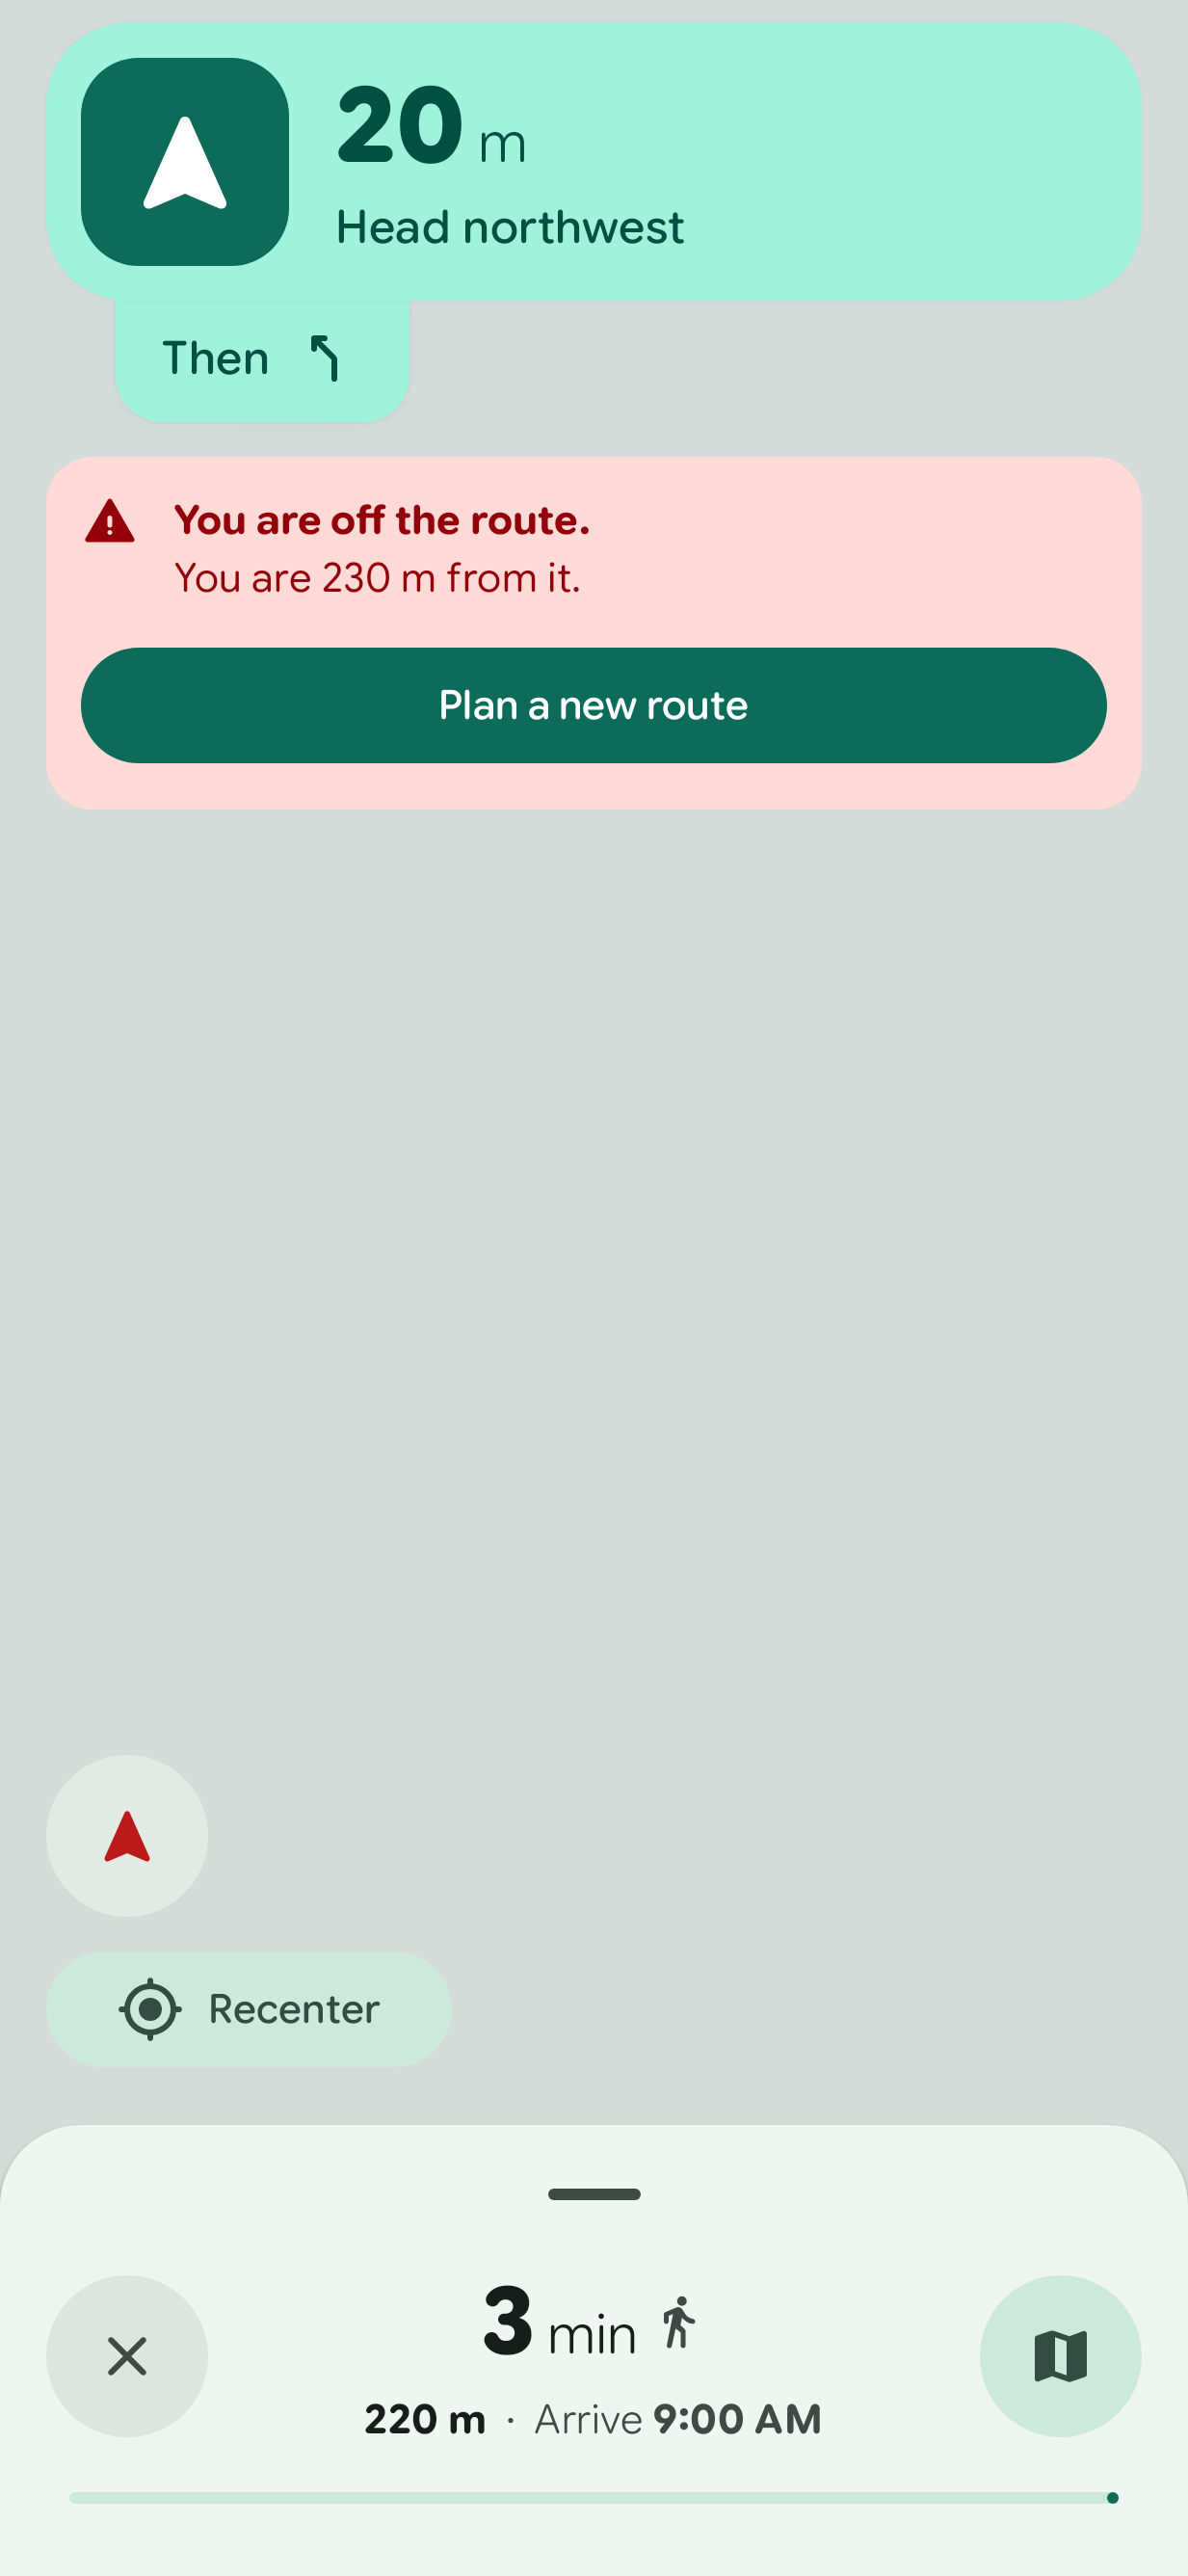 20 m
Head northwest
Then
You are off the route.
You are 230 m from it.
Plan a new route
Recenter
3 min
220 m · Arrive 9:00 AM